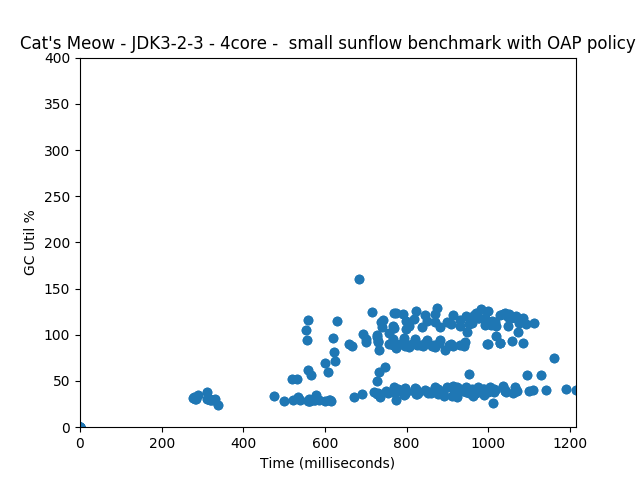 Cat's Meow - JDK3-2-3 - 4core -  small sunflow benchmark with OAP policy
400
350
300
250
200
150
100
50
0
GC Util %
0 200 400 600 800 1000 1200
Time (milliseconds)